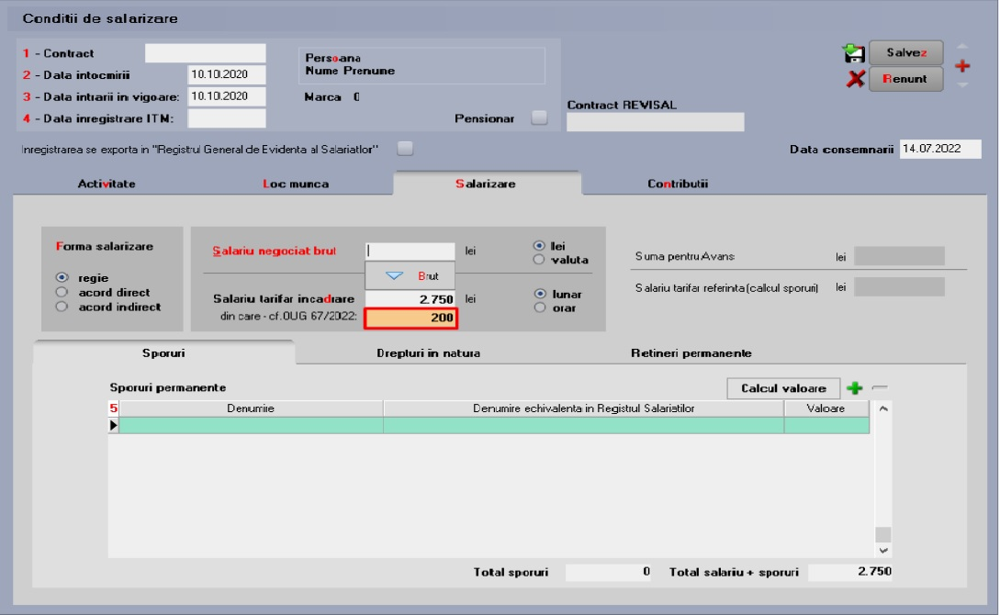 Conditii de salarizare
1 - Contract
2 - Data intocmirii 10.10.2020
3 - Data intrarii in vigoare: 10.10.2020
4 - Data inregistrare ITM:
Persoana
Nume Prenume
Marca 0
Pensionar
Contract REVISAL
Salvez
Renunt
Inregistrarea se exporta in "Registrul General de Evidenta al Salariatilor"
Data consemnarii 14.07.2022
Activitate Loc munca Salarizare Contributii
Forma salarizare
regie
acord direct
acord indirect
Salariu negociat brut lei
Brut
Salariu tarifar incadrare 2.750 lei
din care - cf.OUG 67/2022: 200
lei
valuta
lunar
orar
Suma pentru Avans lei
Salariu tarifar referinta (calcul sporuri) lei
Sporuri Drepturi in natura Retineri permanente
Sporuri permanente Calcul valoare
5 Denumire Denumire echivalenta in Registrul Salariatilor Valoare
Total sporuri 0 Total salariu + sporuri 2.750